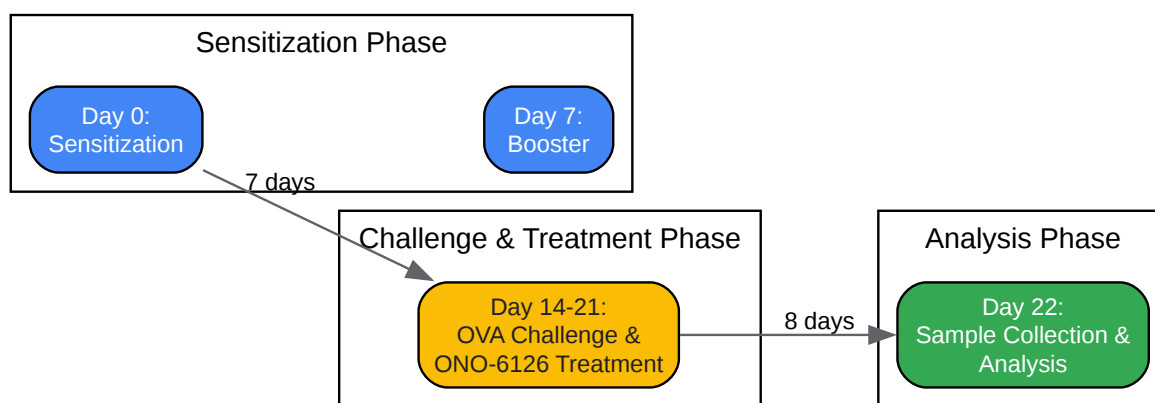 Sensitization Phase
Day 0:
Sensitization
Day 7:
Booster
7 days
Challenge & Treatment Phase
Day 14-21:
OVA Challenge &
ONO-6126 Treatment
8 days
Analysis Phase
Day 22:
Sample Collection &
Analysis